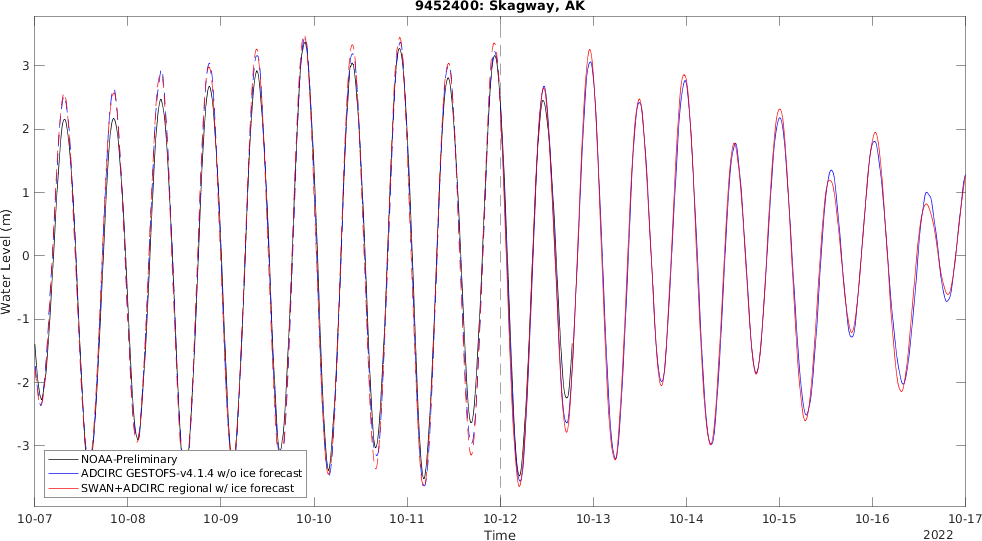 9452400: Skagway, AK
Water Level (m)
3
2
1
0
-1
-2
-3
NOAA-Preliminary
ADCIRC GESTOFS-v4.1.4 w/o ice forecast
SWAN+ADCIRC regional w/ ice forecast
10-07 10-08 10-09 10-10 10-11 10-12 10-13 10-14 10-15 10-16 10-17
Time
2022